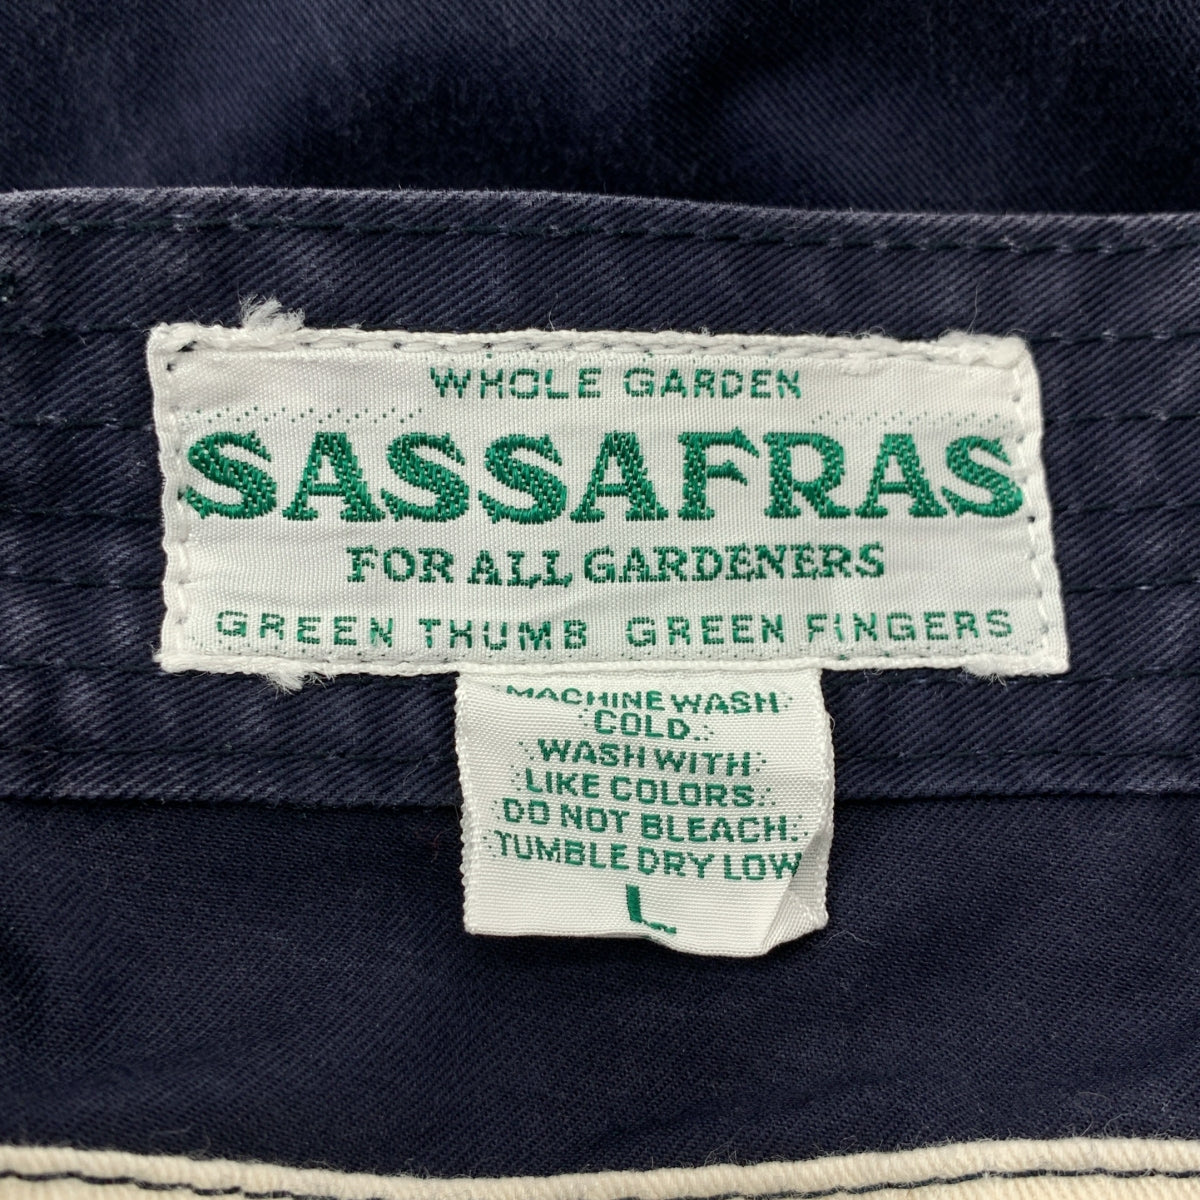 WHOLE GARDEN
SASSAFRAS
FOR ALL GARDENERS
GREEN THUMB GREEN FINGERS
MACHINE WASH
COLD.
WASH WITH
LIKE COLORS.
DO NOT BLEACH.
TUMBLE DRY LOW
L